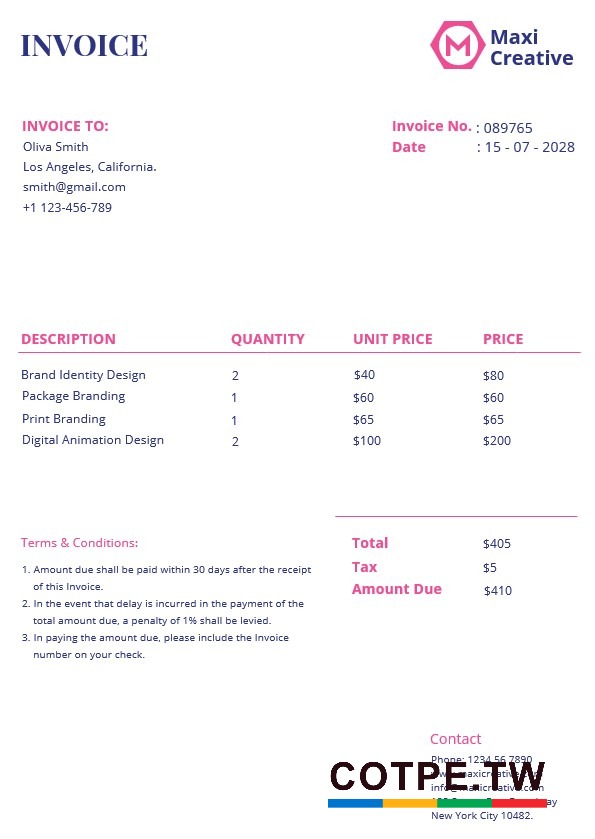 INVOICE
Maxi
Creative
INVOICE TO:
Oliva Smith
Los Angeles, California.
smith@gmail.com
+1 123-456-789
Invoice No. : 089765
Date : 15 - 07 - 2028
DESCRIPTION QUANTITY UNIT PRICE PRICE
Brand Identity Design 2 $40 $80
Package Branding 1 $60 $60
Print Branding 1 $65 $65
Digital Animation Design 2 $100 $200
Total $405
Tax $5
Amount Due $410
Terms & Conditions:
1. Amount due shall be paid within 30 days after the receipt
of this Invoice.
2. In the event that delay is incurred in the payment of the
total amount due, a penalty of 1% shall be levied.
3. In paying the amount due, please include the Invoice
number on your check.
Contact
Phone: 1234 56 7890
www.maxicreative.com
info@maxicreative.com
New York City 10482.
COTPE.TW